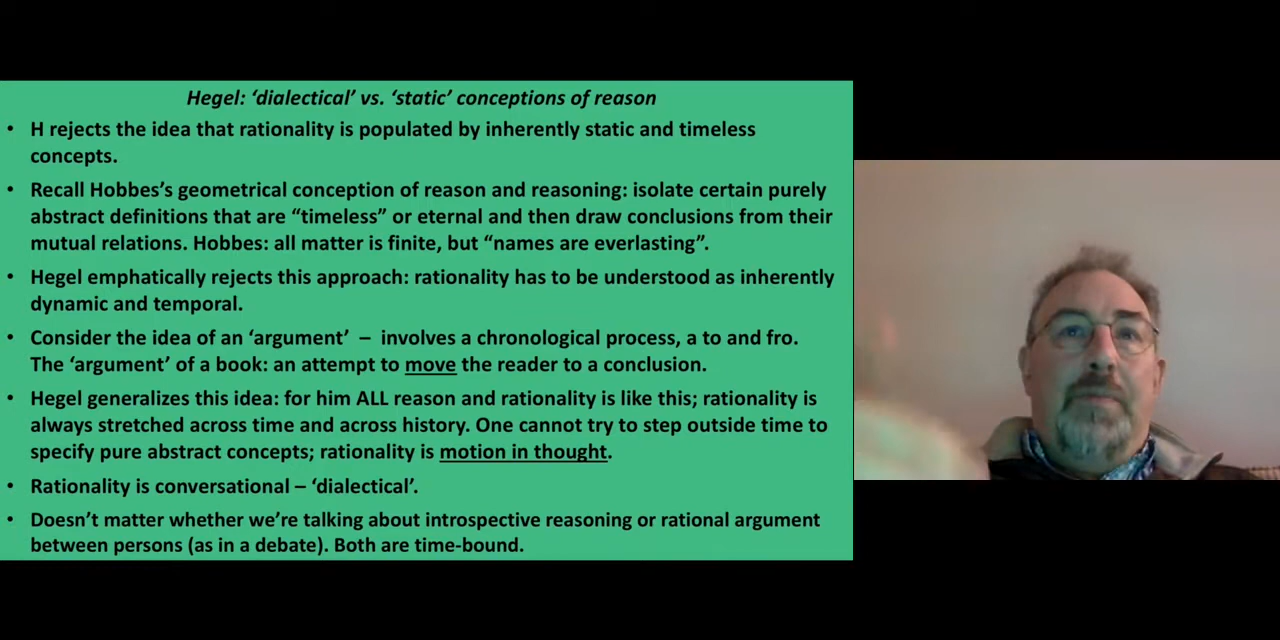 Hegel: ‘dialectical’ vs. ‘static’ conceptions of reason
• H rejects the idea that rationality is populated by inherently static and timeless
concepts.
• Recall Hobbes’s geometrical conception of reason and reasoning: isolate certain purely
abstract definitions that are “timeless” or eternal and then draw conclusions from their
mutual relations. Hobbes: all matter is finite, but “names are everlasting”.
• Hegel emphatically rejects this approach: rationality has to be understood as inherently
dynamic and temporal.
• Consider the idea of an ‘argument’ – involves a chronological process, a to and fro.
The ‘argument’ of a book: an attempt to move the reader to a conclusion.
• Hegel generalizes this idea: for him ALL reason and rationality is like this; rationality is
always stretched across time and across history. One cannot try to step outside time to
specify pure abstract concepts; rationality is motion in thought.
• Rationality is conversational – ‘dialectical’.
• Doesn’t matter whether we’re talking about introspective reasoning or rational argument
between persons (as in a debate). Both are time-bound.